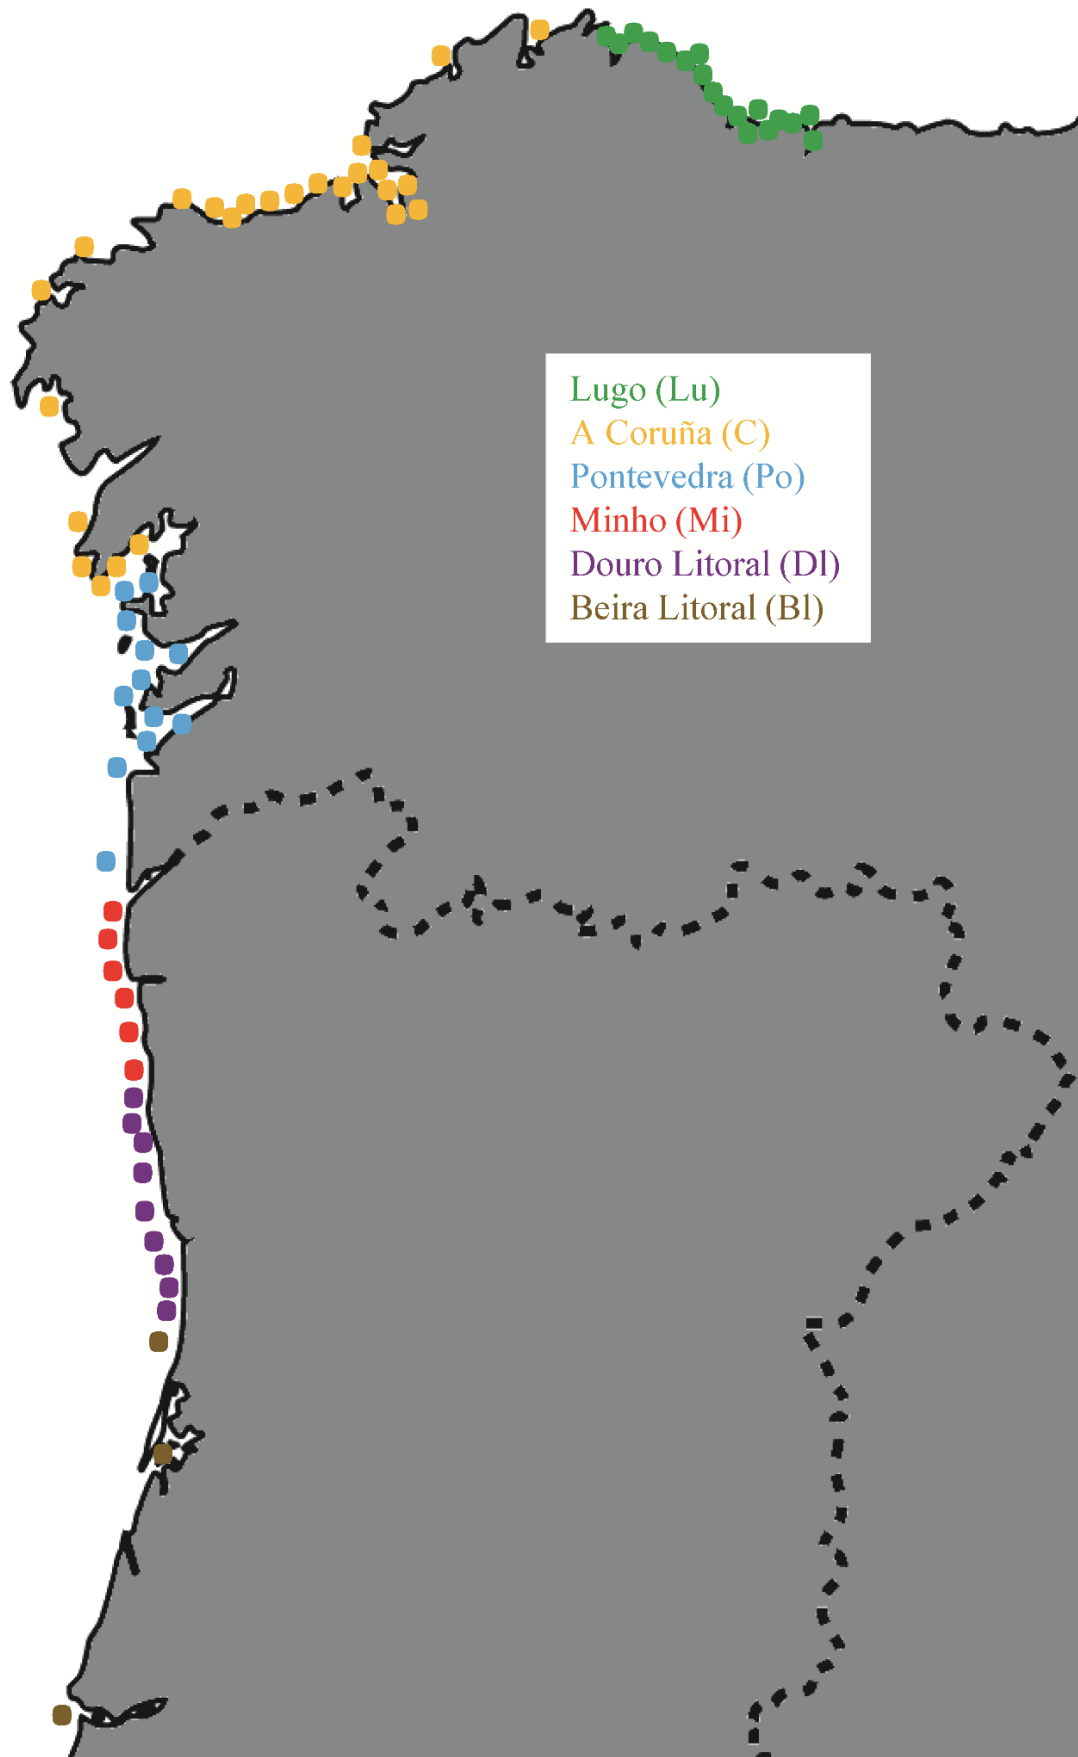 Lugo (Lu)
A Coruña (C)
Pontevedra (Po)
Minho (Mi)
Douro Litoral (Dl)
Beira Litoral (Bl)